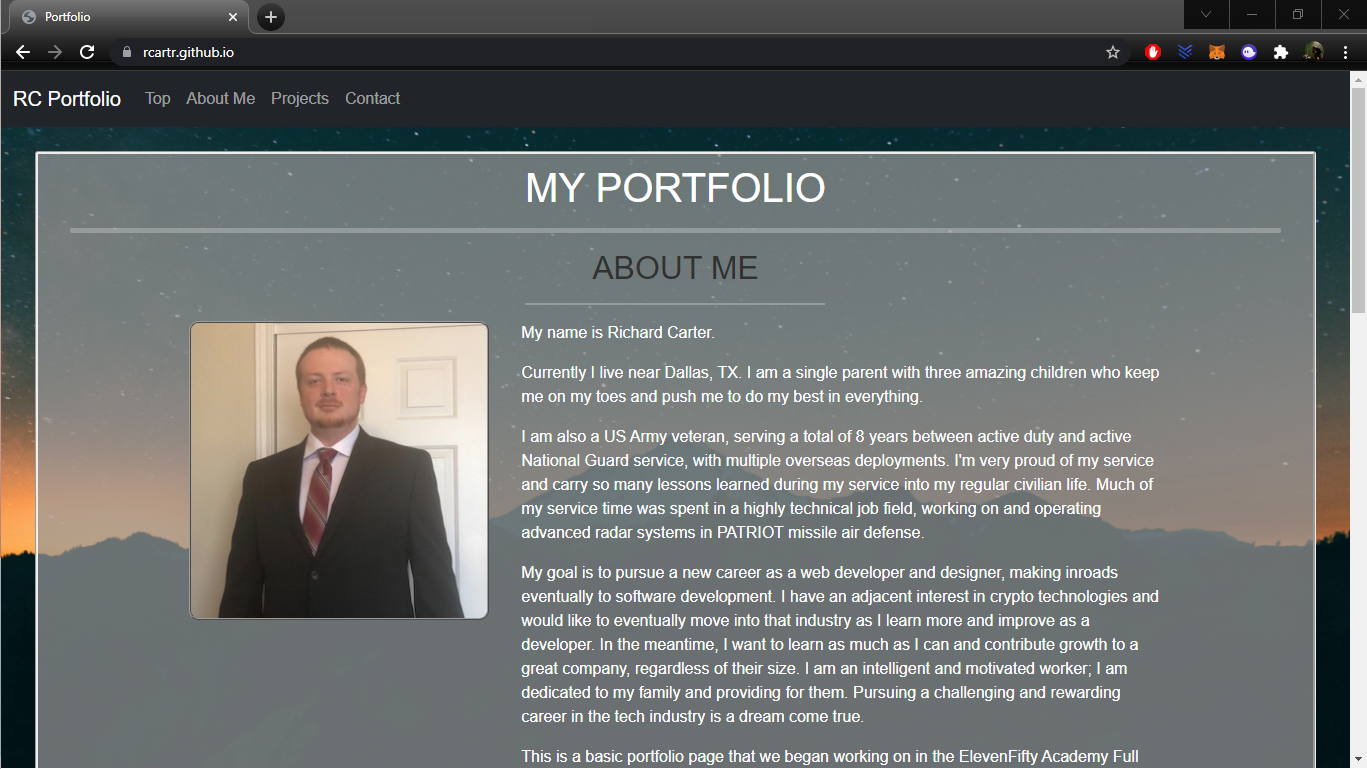 Portfolio
rcartr.github.io
RC Portfolio Top About Me Projects Contact
MY PORTFOLIO
ABOUT ME
My name is Richard Carter.
Currently I live near Dallas, TX. I am a single parent with three amazing children who keep
me on my toes and push me to do my best in everything.
I am also a US Army veteran, serving a total of 8 years between active duty and active
National Guard service, with multiple overseas deployments. I'm very proud of my service
and carry so many lessons learned during my service into my regular civilian life. Much of
my service time was spent in a highly technical job field, working on and operating
advanced radar systems in PATRIOT missile air defense.
My goal is to pursue a new career as a web developer and designer, making inroads
eventually to software development. I have an adjacent interest in crypto technologies and
would like to eventually move into that industry as I learn more and improve as a
developer. In the meantime, I want to learn as much as I can and contribute growth to a
great company, regardless of their size. I am an intelligent and motivated worker; I am
dedicated to my family and providing for them. Pursuing a challenging and rewarding
career in the tech industry is a dream come true.
This is a basic portfolio page that we began working on in the ElevenFifty Academy Full